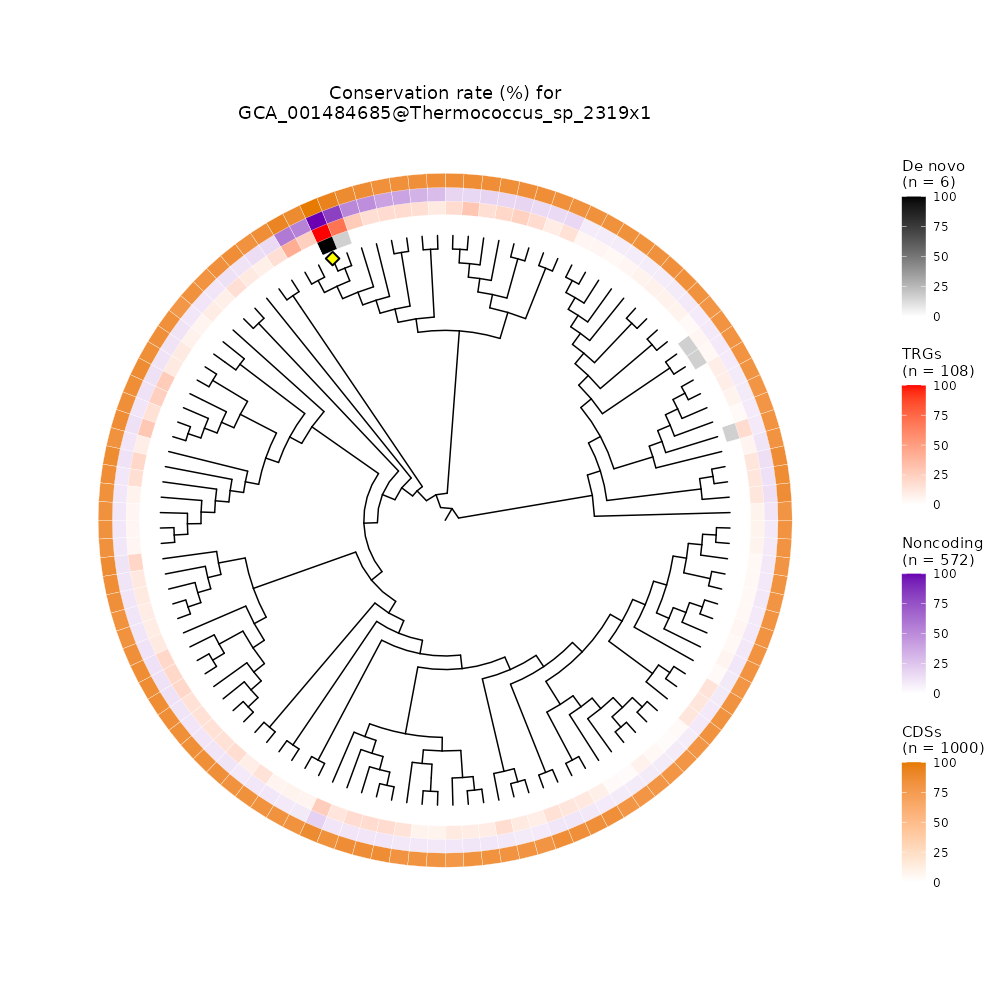 Conservation rate (%) for
GCA_001484685@Thermococcus_sp_2319x1
De novo
(n = 6)
100
75
50
25
0
TRGs
(n = 108)
100
75
50
25
0
Noncoding
(n = 572)
100
75
50
25
0
CDSs
(n = 1000)
100
75
50
25
0